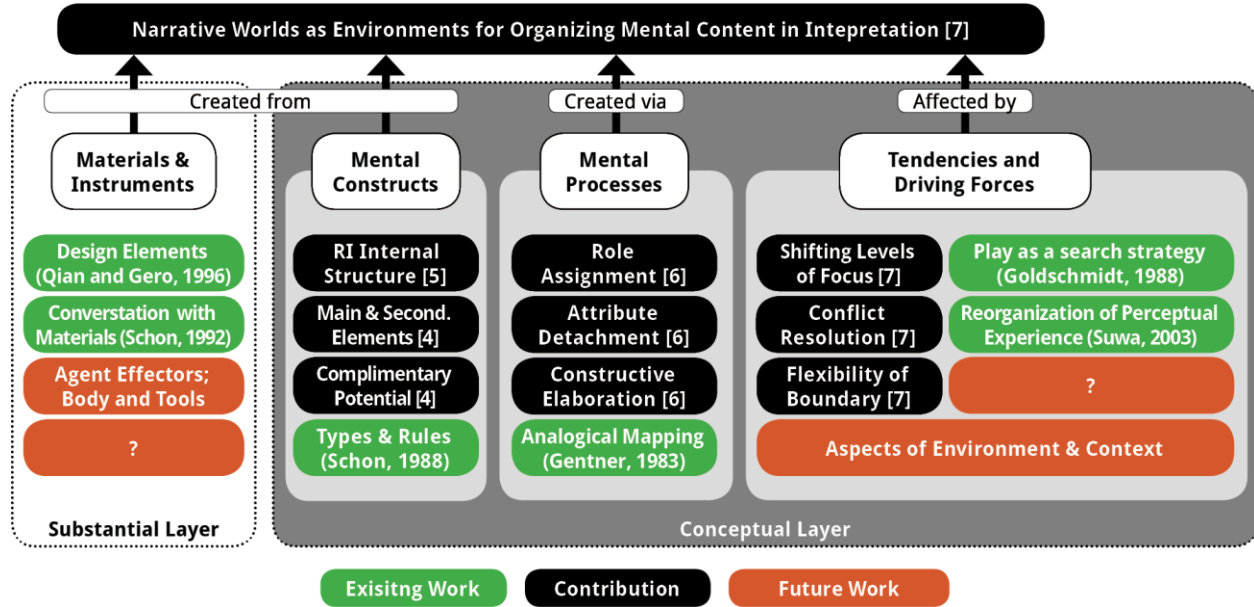 Narrative Worlds as Environments for Organizing Mental Content in Intepretation [7]
Created from
Created via
Affected by
Materials &
Instruments
Mental
Constructs
Mental
Processes
Tendencies and
Driving Forces
Design Elements
(Qian and Gero, 1996)
Converstation with
Materials (Schon, 1992)
Agent Effectors;
Body and Tools
?
Substantial Layer
RI Internal
Structure [5]
Main & Second.
Elements [4]
Complimentary
Potential [4]
Types & Rules
(Schon, 1988)
Role
Assignment [6]
Attribute
Detachment [6]
Constructive
Elaboration [6]
Analogical Mapping
(Gentner, 1983)
Shifting Levels
of Focus [7]
Conflict
Resolution [7]
Flexibility of
Boundary [7]
Play as a search strategy
(Goldschmidt, 1988)
Reorganization of Perceptual
Experience (Suwa, 2003)
?
Aspects of Environment & Context
Conceptual Layer
Exisitng Work
Contribution
Future Work